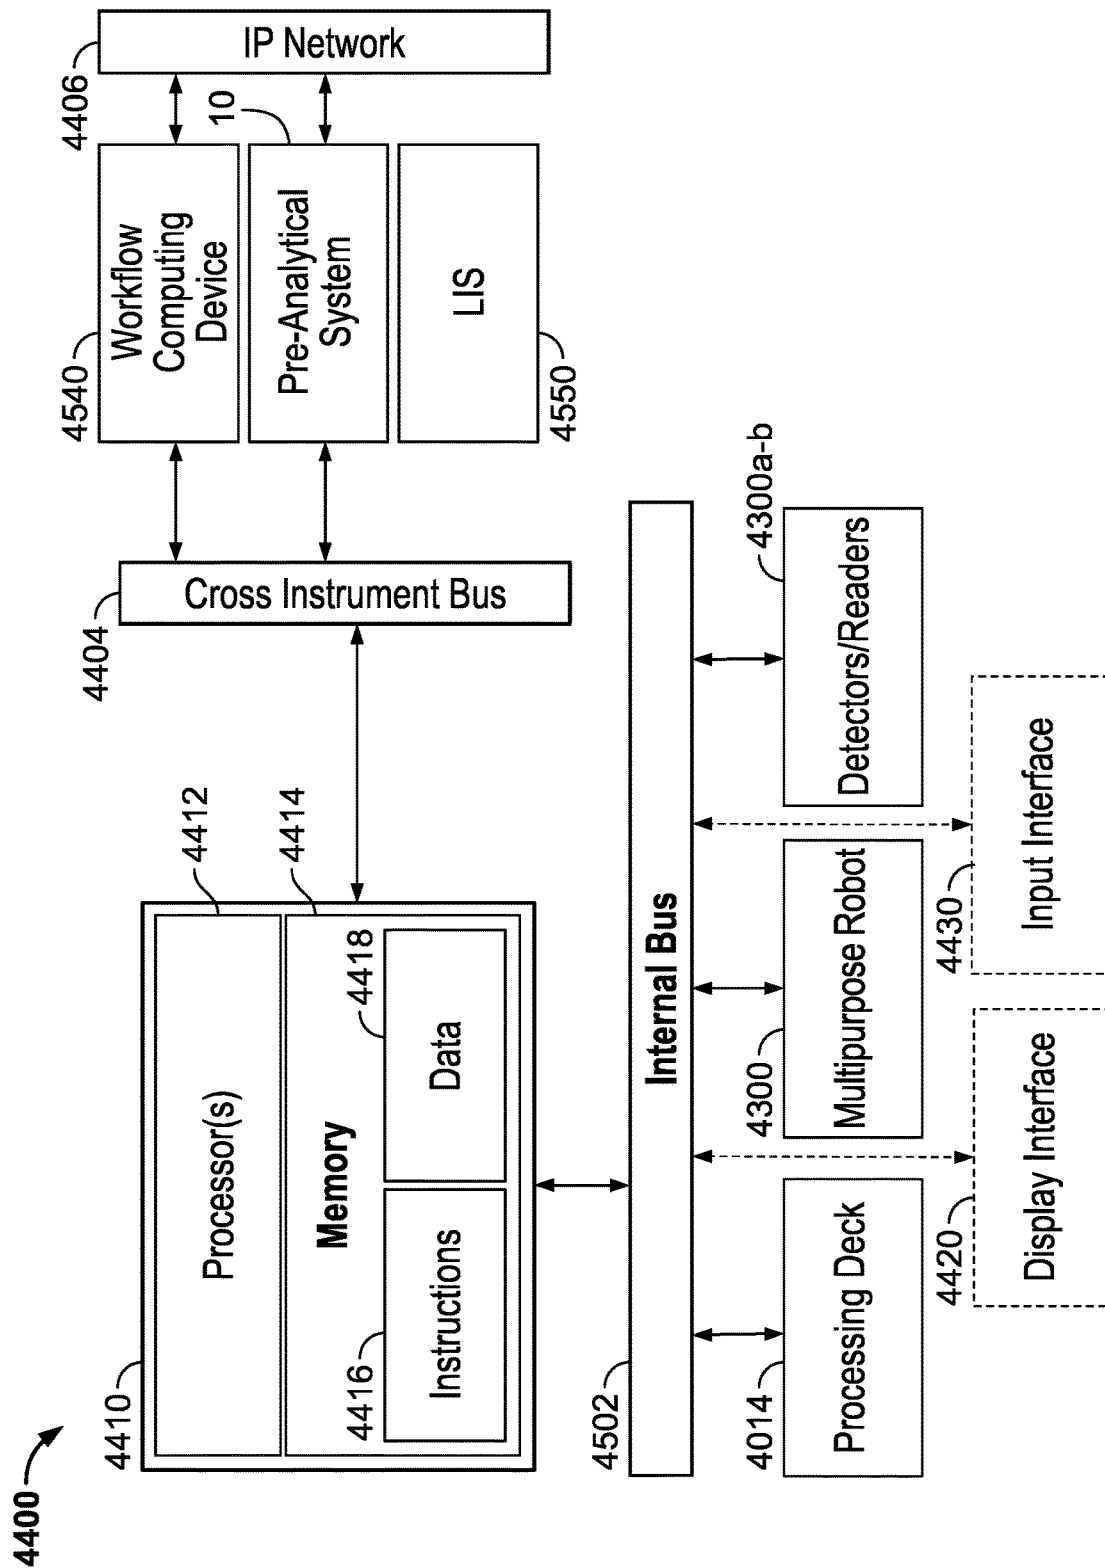 4400
4410
Processor(s)
4412
Memory
4414
4416
Instructions
4418
Data
4404
Cross Instrument Bus
4540
Workflow
Computing
Device
4406
IP Network
10
Pre-Analytical
System
LIS
4550
4502
Internal Bus
4014
Processing Deck
4300
Multipurpose Robot
4300a-b
Detectors/Readers
4420
Display Interface
4430
Input Interface